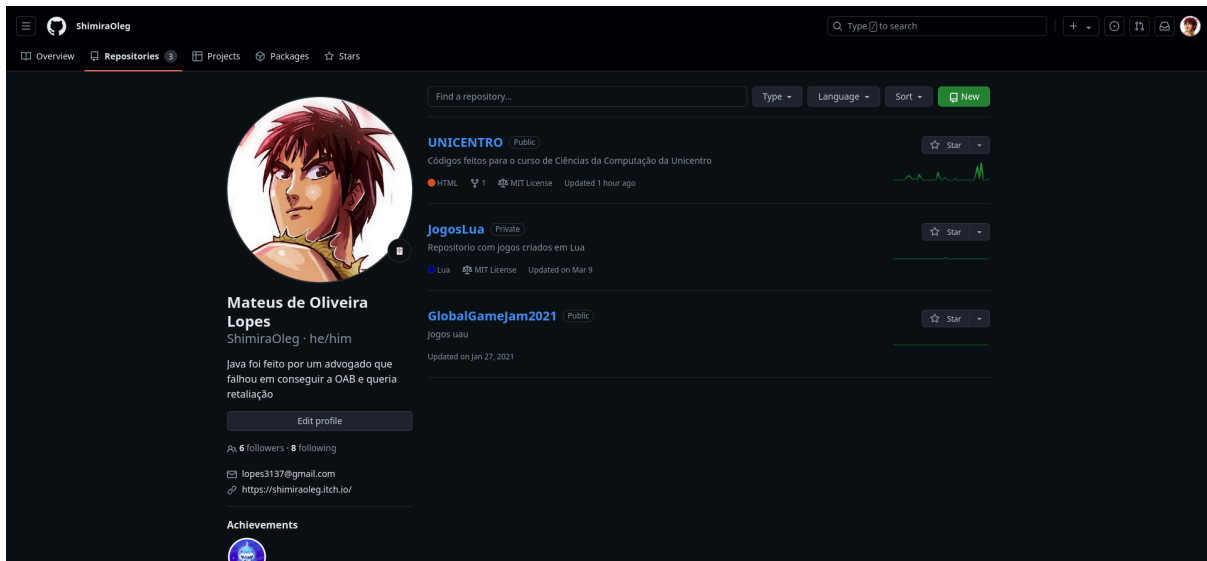 ShimiraOleg
Type / to search
Overview Repositories 3 Projects Packages Stars
Find a repository... Type Language Sort New
UNICENTRO Public Star
Códigos feitos para o curso de Ciências da Computação da Unicentro
HTML 1 MIT License Updated 1 hour ago
JogosLua Private Star
Repositorio com jogos criados em Lua
Lua MIT License Updated on Mar 9
GlobalGameJam2021 Public Star
Jogos uau
Updated on Jan 27, 2021
Mateus de Oliveira
Lopes
ShimiraOleg · he/him
Java foi feito por um advogado que
falhou em conseguir a OAB e queria
retaliação
Edit profile
6 followers · 8 following
lopes3137@gmail.com
https://shimiraoleg.itch.io/
Achievements